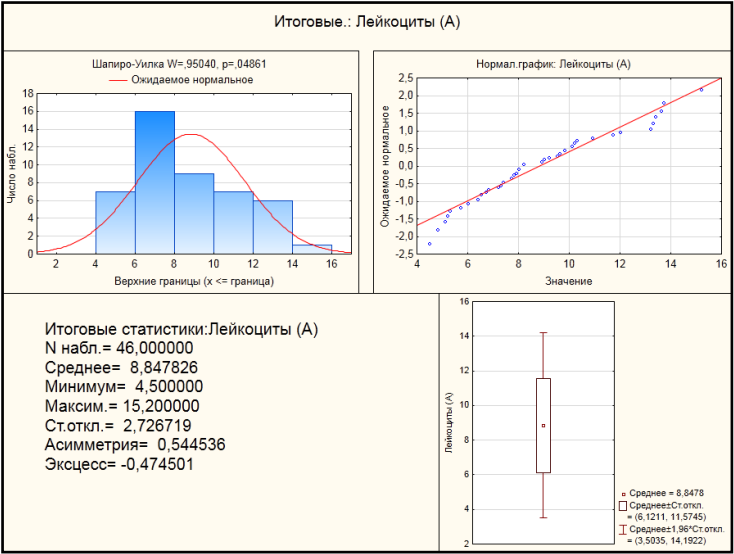 Итоговые.: Лейкоциты (А)
Шапиро-Уилка W=,95040, p=,04861
Ожидаемое нормальное
18
16
14
12
10
8
6
4
2
0
Число набл.
2 4 6 8 10 12 14 16
Верхние границы (x <= граница)
Нормал.график: Лейкоциты (А)
2,5
2,0
1,5
1,0
0,5
0,0
-0,5
-1,0
-1,5
-2,0
-2,5
Ожидаемое нормальное
4 6 8 10 12 14 16
Значение
Итоговые статистики:Лейкоциты (А)
N набл.= 46,000000
Среднее= 8,847826
Минимум= 4,500000
Максим.= 15,200000
Ст.откл.= 2,726719
Асимметрия= 0,544536
Эксцесс= -0,474501
16
14
12
10
8
6
4
2
Лейкоциты (А)
Среднее = 8,8478
Среднее±Ст.откл.
= (6,1211, 11,5745)
Среднее±1,96*Ст.откл.
= (3,5035, 14,1922)